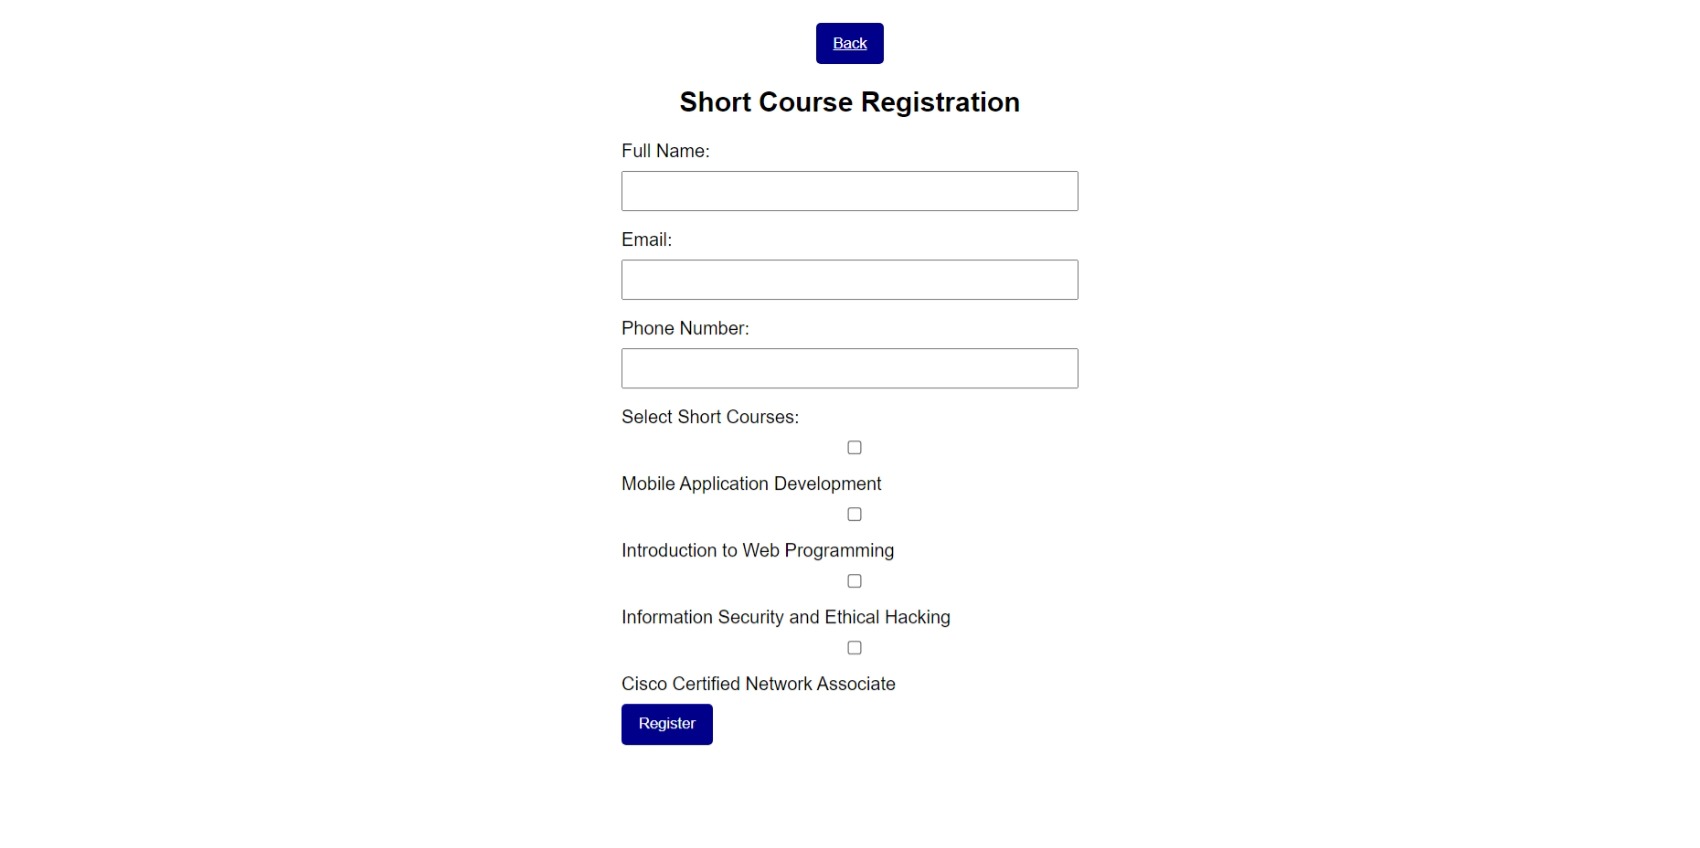 Back
Short Course Registration
Full Name:
Email:
Phone Number:
Select Short Courses:
Mobile Application Development
Introduction to Web Programming
Information Security and Ethical Hacking
Cisco Certified Network Associate
Register